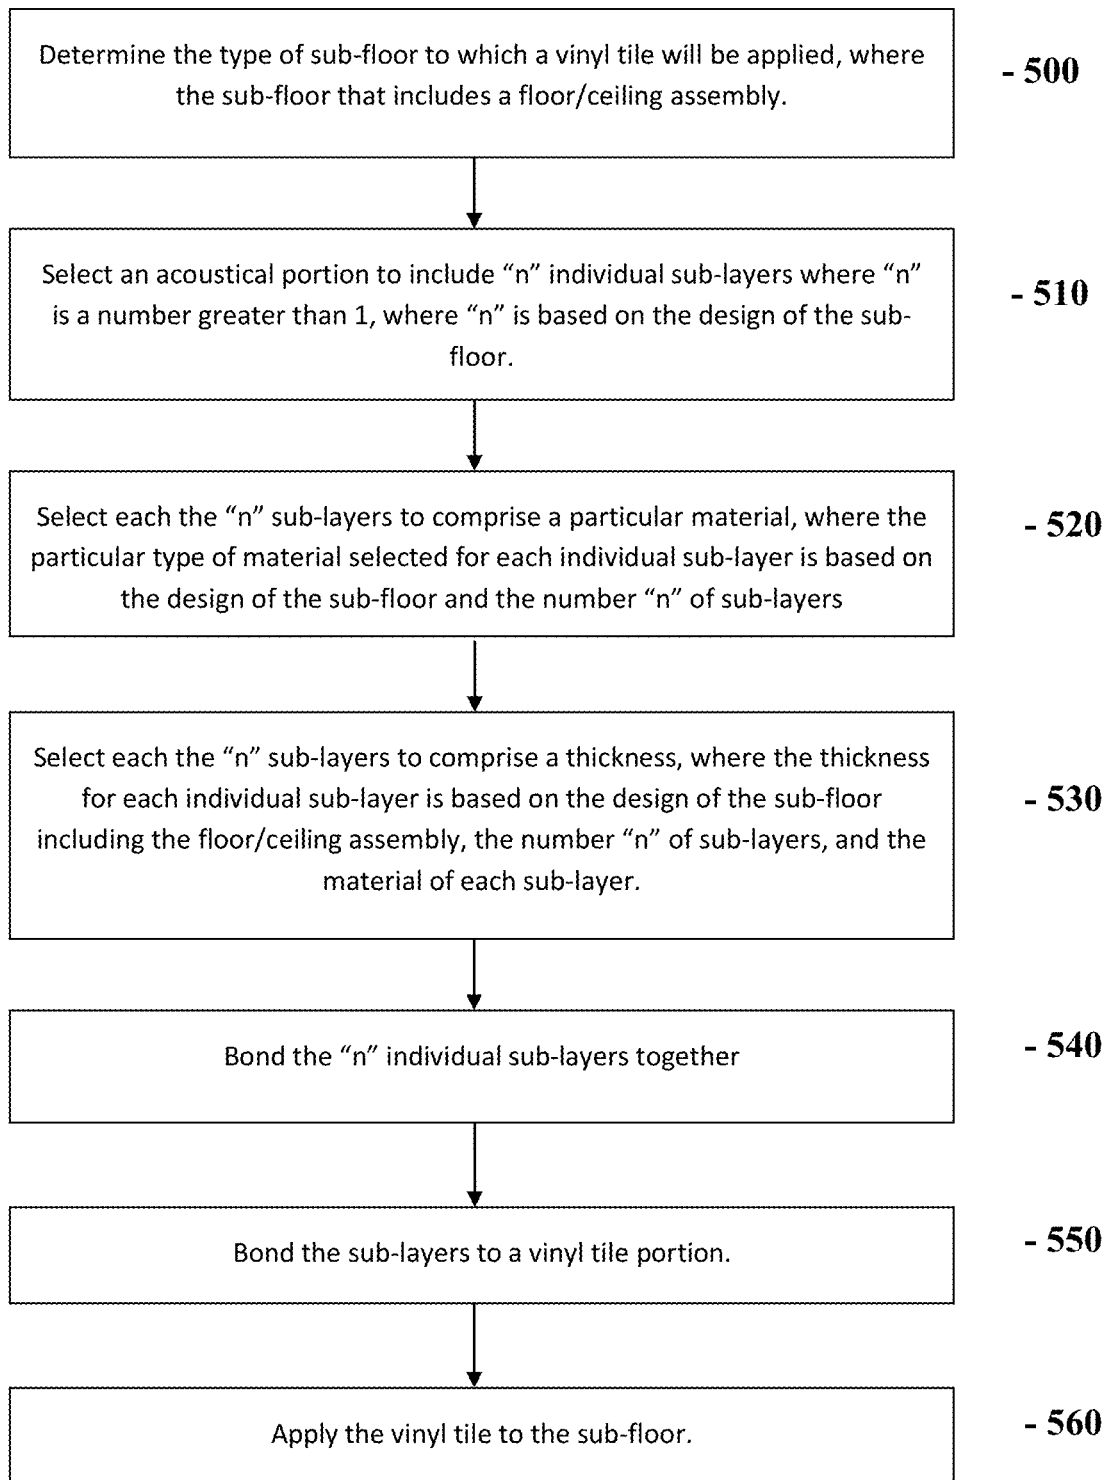 Determine the type of sub-floor to which a vinyl tile will be applied, where
the sub-floor that includes a floor/ceiling assembly.
- 500
Select an acoustical portion to include “n” individual sub-layers where “n”
is a number greater than 1, where “n” is based on the design of the sub-
floor.
- 510
Select each the “n” sub-layers to comprise a particular material, where the
particular type of material selected for each individual sub-layer is based on
the design of the sub-floor and the number “n” of sub-layers
- 520
Select each the “n” sub-layers to comprise a thickness, where the thickness
for each individual sub-layer is based on the design of the sub-floor
including the floor/ceiling assembly, the number “n” of sub-layers, and the
material of each sub-layer.
- 530
Bond the “n” individual sub-layers together
- 540
Bond the sub-layers to a vinyl tile portion.
- 550
Apply the vinyl tile to the sub-floor.
- 560